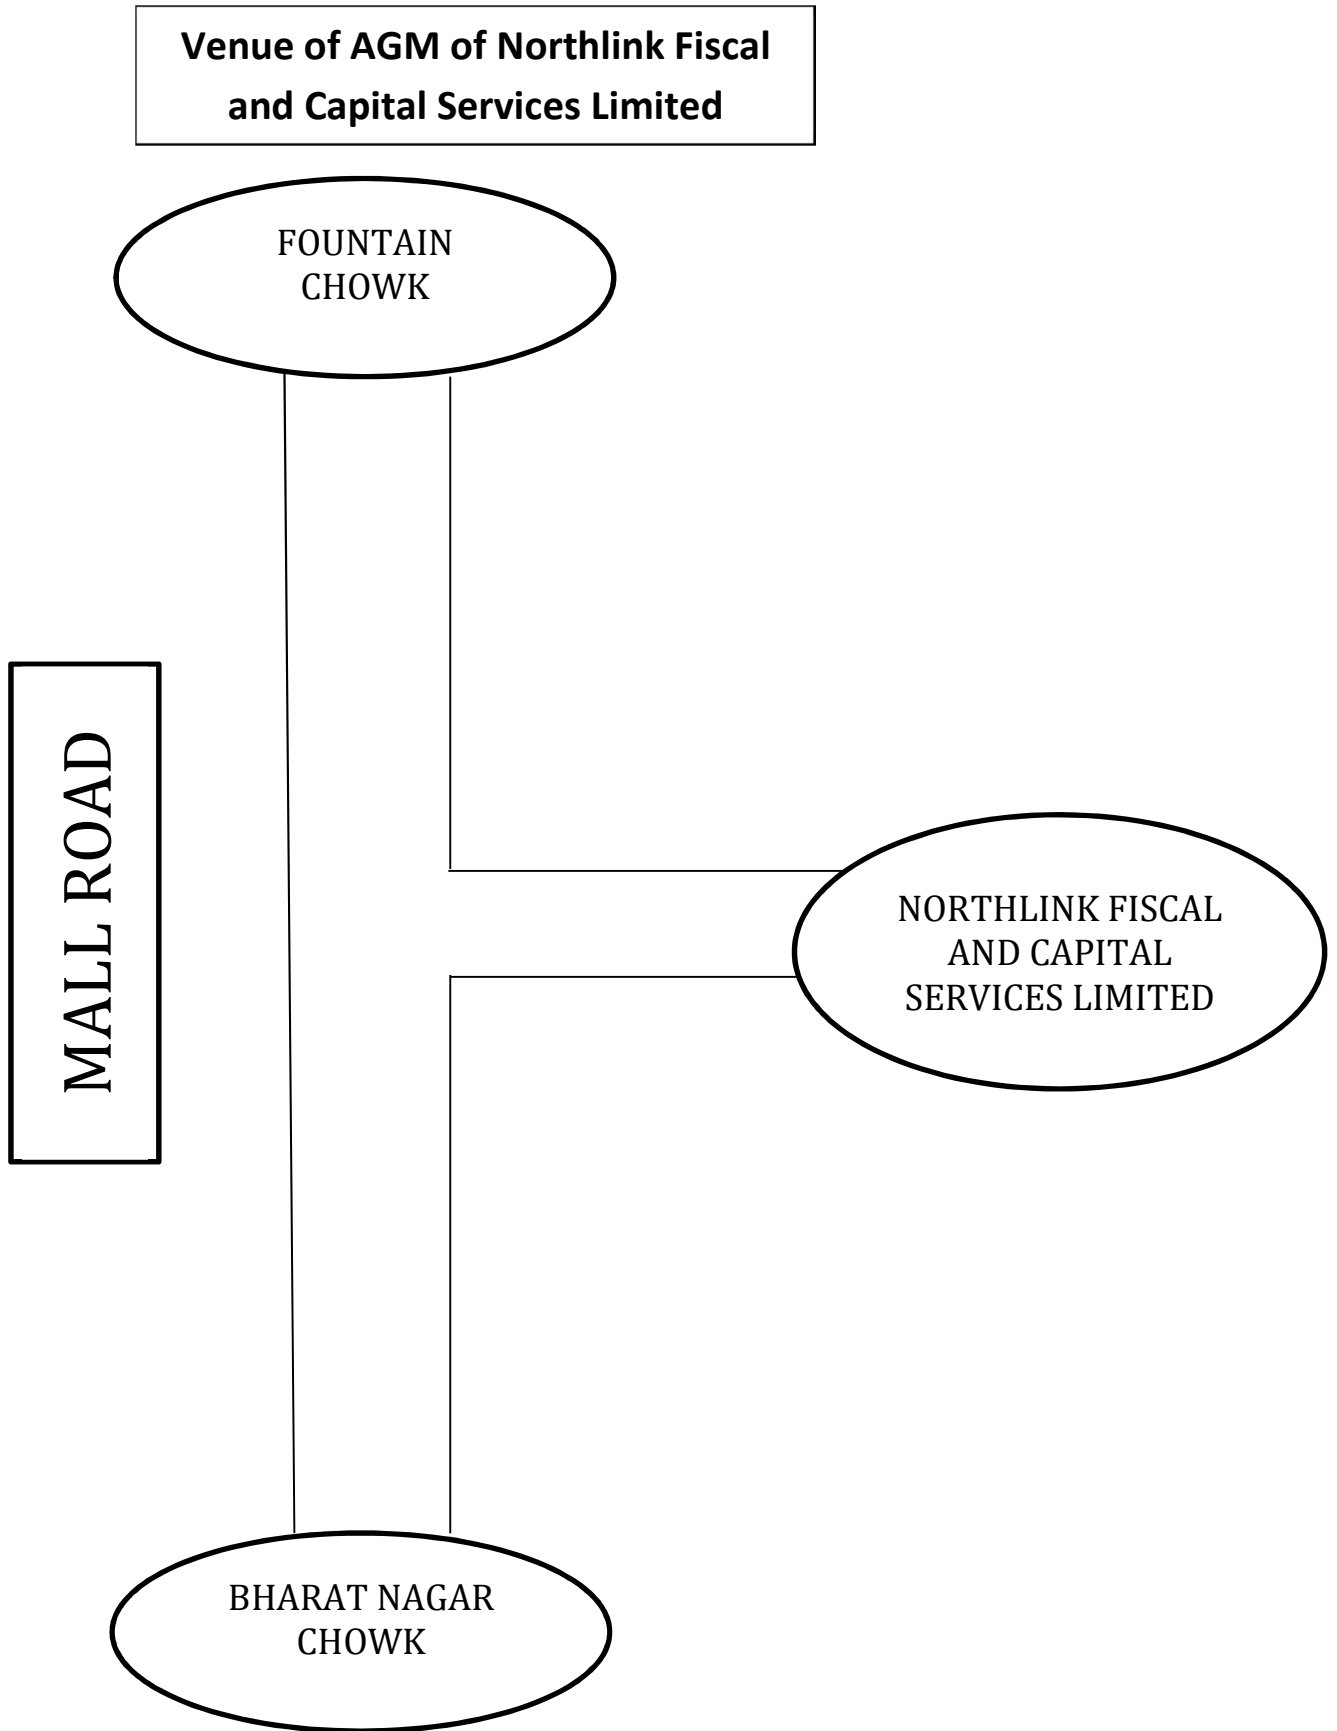 Venue of AGM of Northlink Fiscal
and Capital Services Limited
FOUNTAIN
CHOWK
MALL ROAD
NORTHLINK FISCAL
AND CAPITAL
SERVICES LIMITED
BHARAT NAGAR
CHOWK